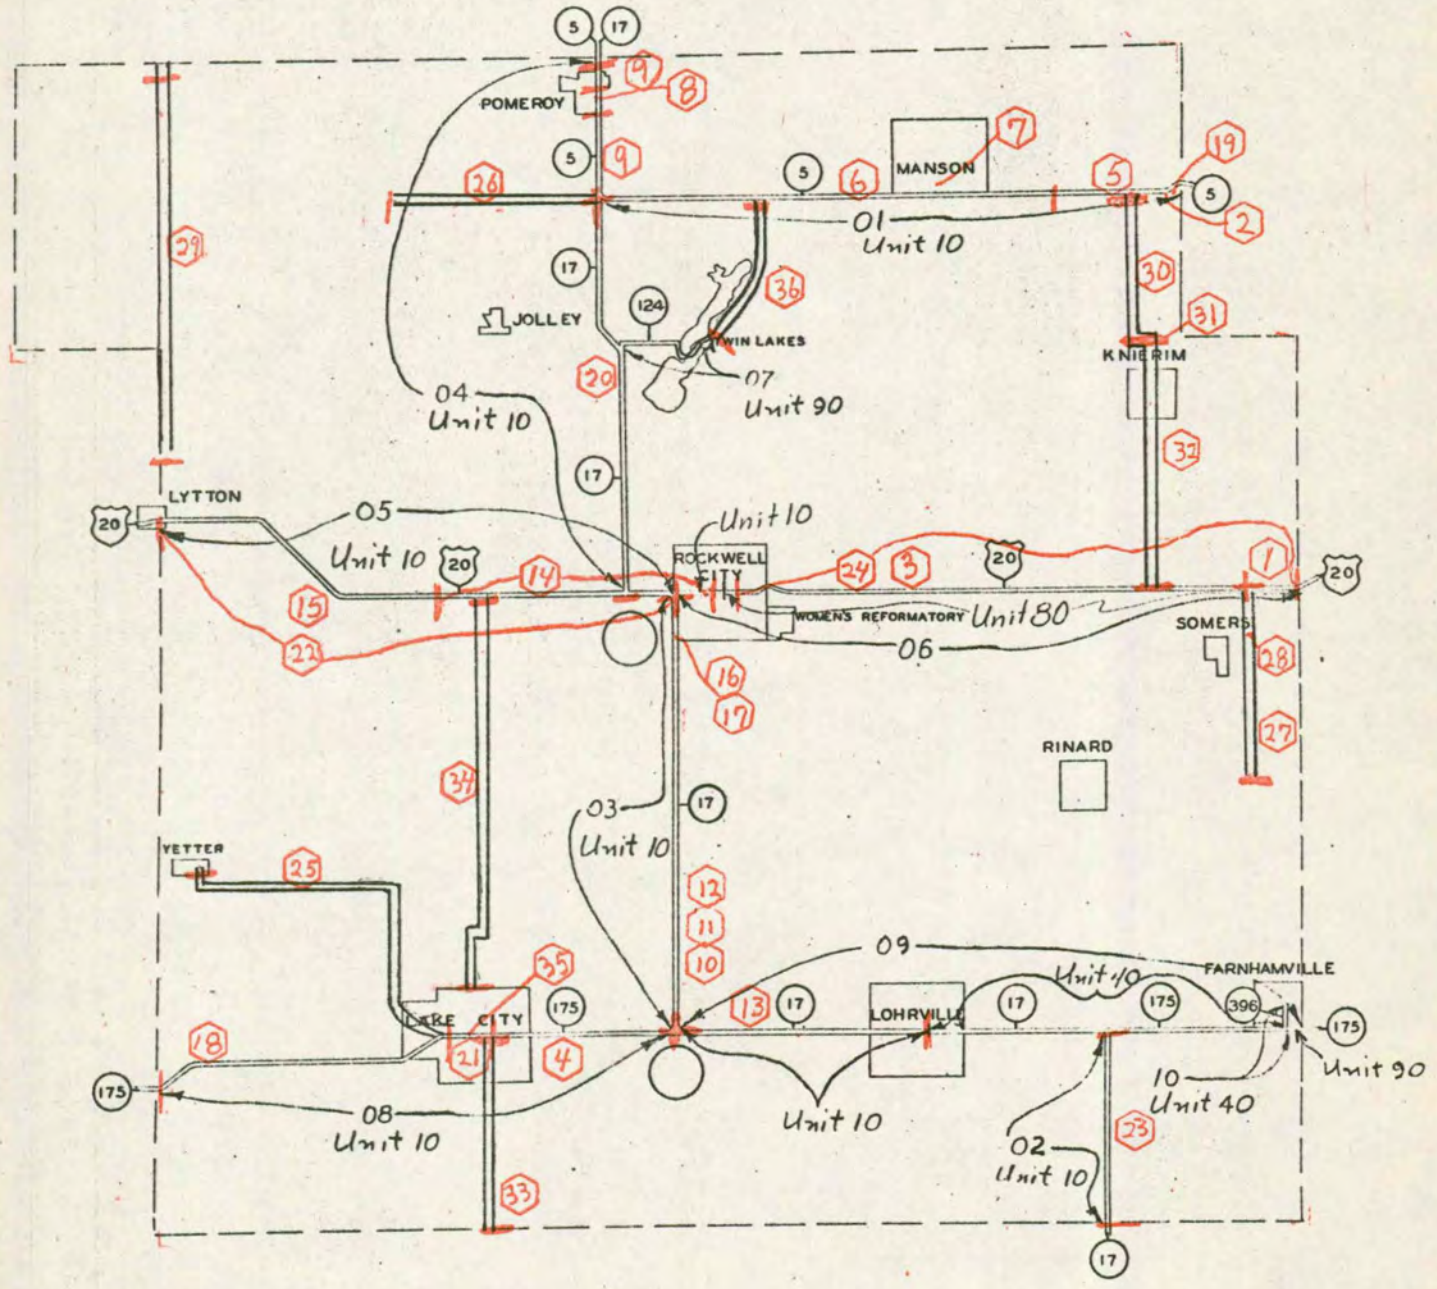 5 17
9
8
POMEROY
5
9
MANSON
7
5
6
5
19
5
2
26
01
Unit 10
29
17
36
30
124
JOLLEY
TWIN LAKES
31
KNIERIM
20
07
Unit 90
04
Unit 10
17
32
LYTTON
20
05
Unit 10
Unit 10
20
14
ROCKWELL
CITY
24
3
20
1
20
15
WOMEN'S REFORMATORY
Unit 80
SOMERS
22
06
28
16
17
27
RINARD
34
03
Unit 10
17
YETTER
25
12
11
10
09
35
Unit 40
FARNHAMVILLE
175
13
17
LOHRVILLE
17
175
396
175
LAKE CITY
18
21
4
175
08
Unit 10
Unit 10
10
Unit 40
Unit 90
23
02
Unit 10
33
17